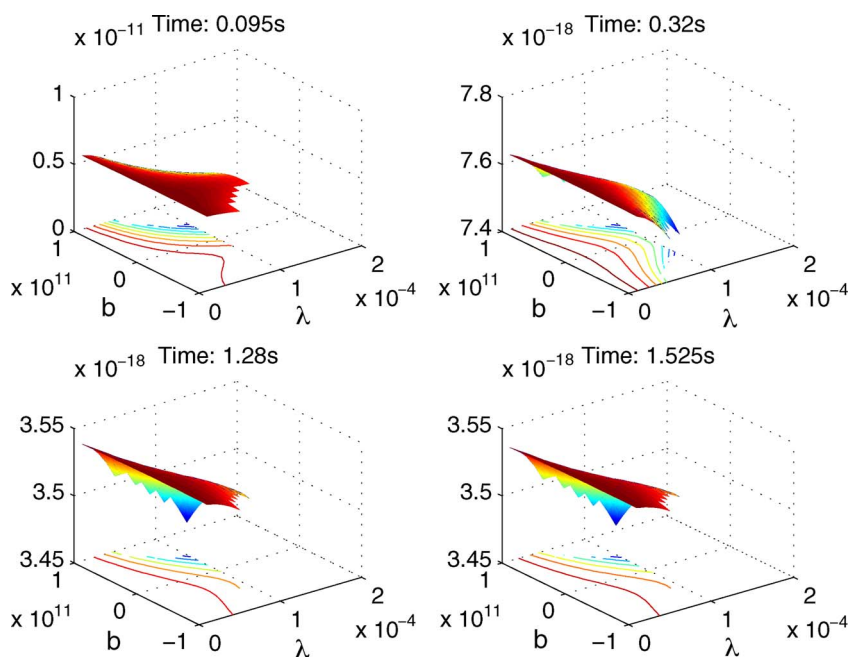 x 10⁻¹¹ Time: 0.095s
1
0.5
0
1
0
−1
x 10¹¹
b
0
1
2
x 10⁻⁴
λ
x 10⁻¹⁸ Time: 0.32s
7.8
7.6
7.4
1
0
−1
x 10¹¹
b
0
1
2
x 10⁻⁴
λ
x 10⁻¹⁸ Time: 1.28s
3.55
3.5
3.45
1
0
−1
x 10¹¹
b
0
1
2
x 10⁻⁴
λ
x 10⁻¹⁸ Time: 1.525s
3.55
3.5
3.45
1
0
−1
x 10¹¹
b
0
1
2
x 10⁻⁴
λ